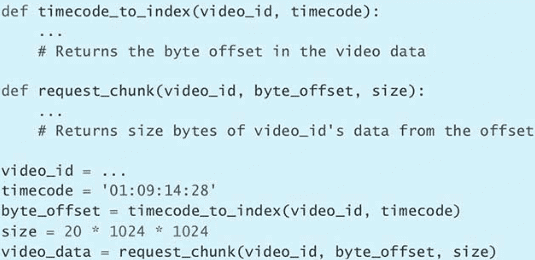 def timecode_to_index(video_id, timecode):
    ...
    # Returns the byte offset in the video data

def request_chunk(video_id, byte_offset, size):
    ...
    # Returns size bytes of video_id's data from the offset

video_id = ...
timecode = '01:09:14:28'
byte_offset = timecode_to_index(video_id, timecode)
size = 20 * 1024 * 1024
video_data = request_chunk(video_id, byte_offset, size)